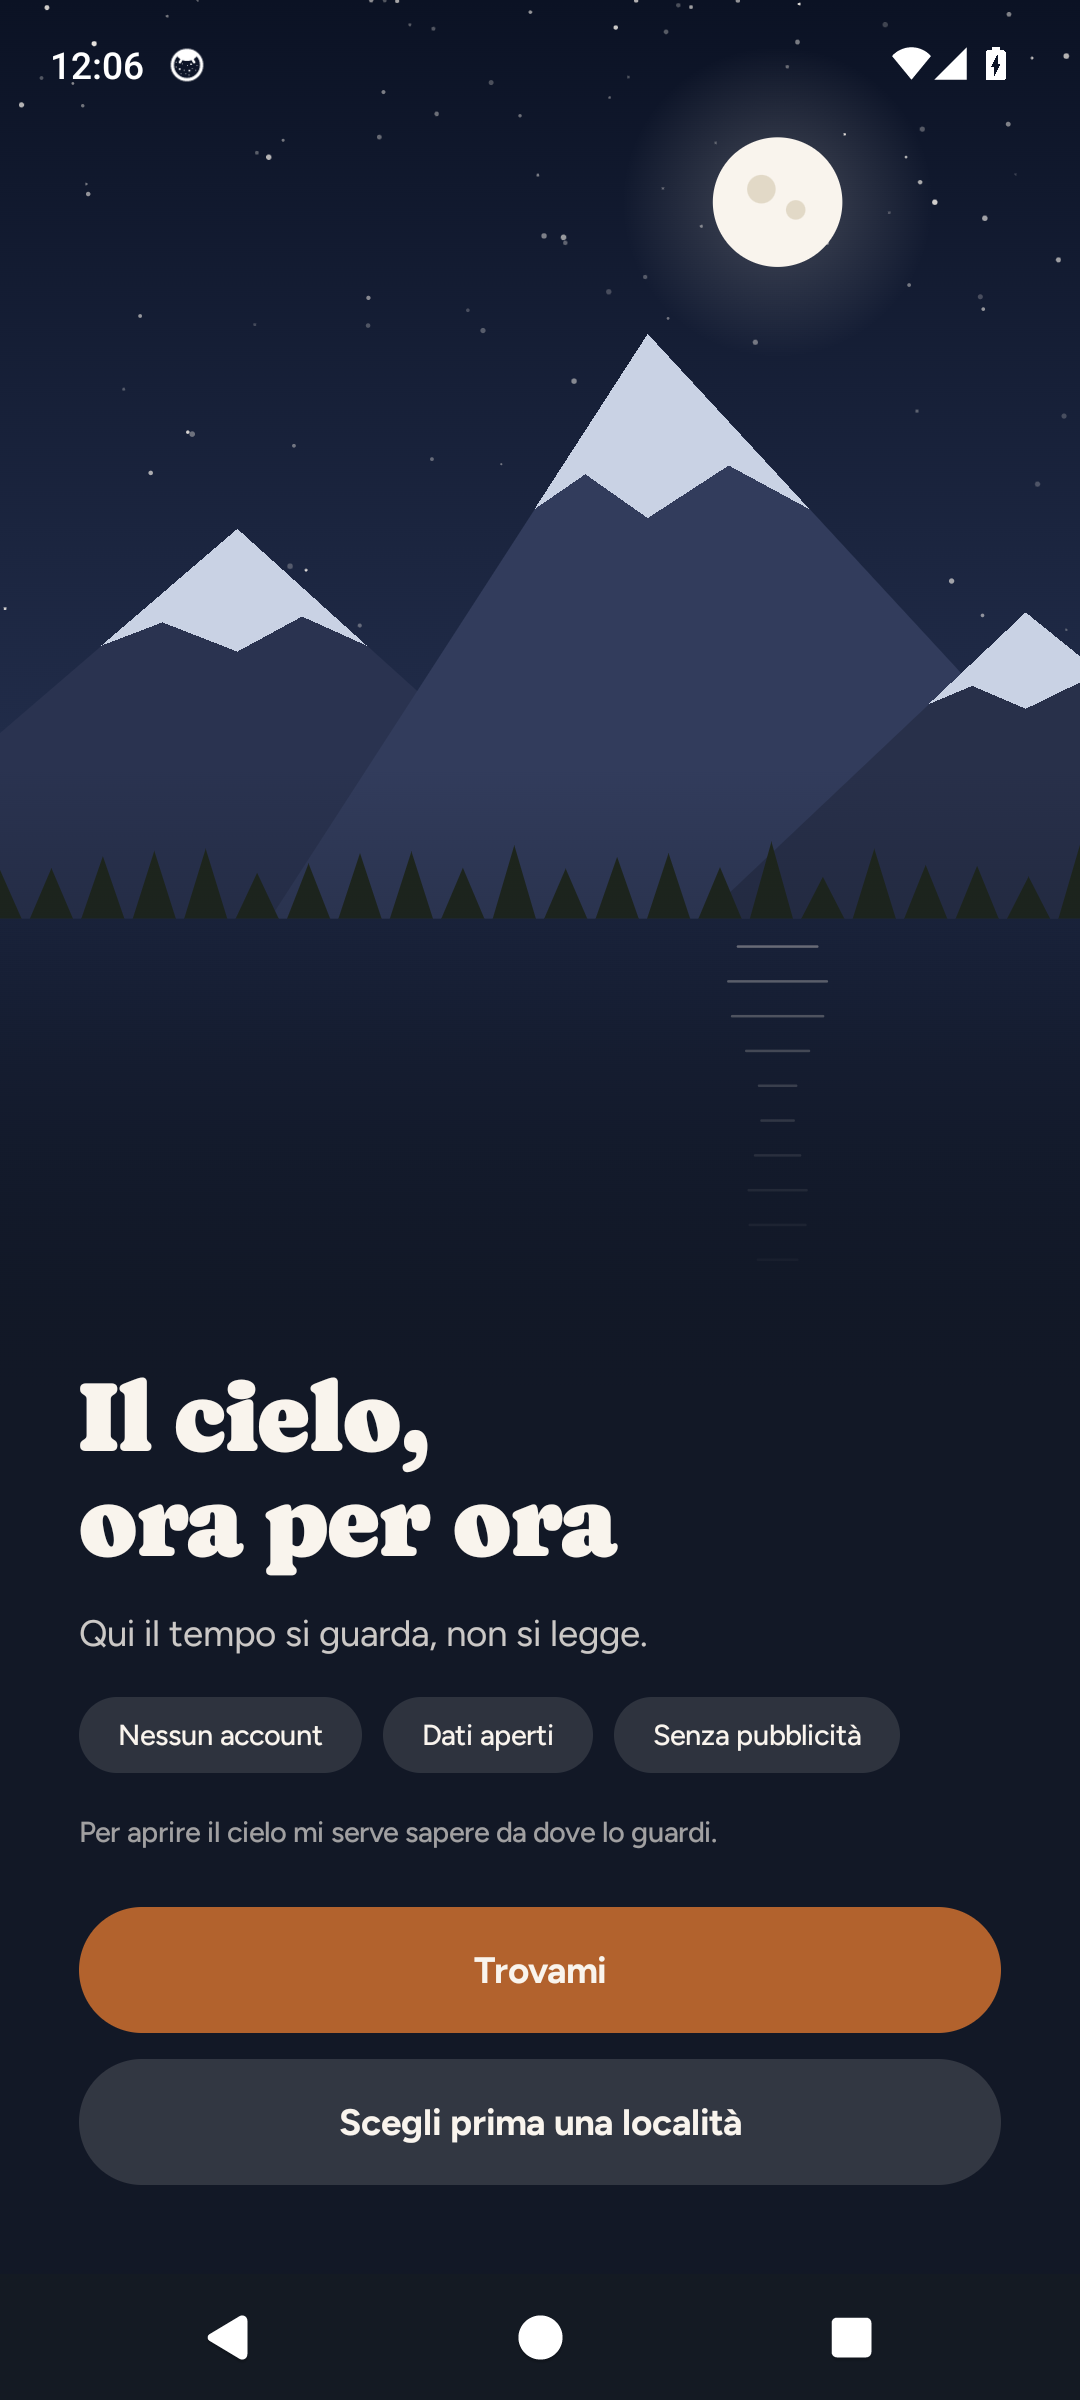 12:06
Il cielo,
ora per ora
Qui il tempo si guarda, non si legge.
Nessun account
Dati aperti
Senza pubblicità
Per aprire il cielo mi serve sapere da dove lo guardi.
Trovami
Scegli prima una località